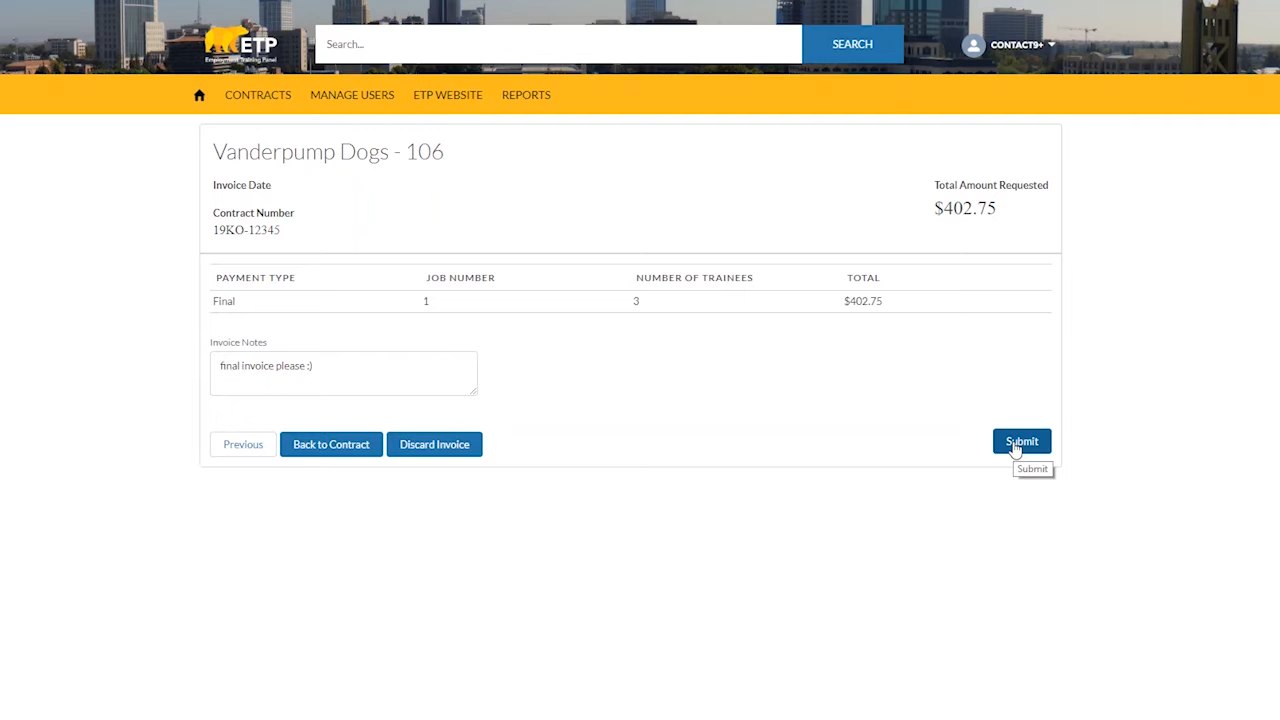 ETP
Employment Training Panel
Search...
SEARCH
CONTACT9+
CONTRACTS MANAGE USERS ETP WEBSITE REPORTS
Vanderpump Dogs - 106
Invoice Date
Total Amount Requested
$402.75
Contract Number
19KO-12345
PAYMENT TYPE JOB NUMBER NUMBER OF TRAINEES TOTAL
Final 1 3 $402.75
Invoice Notes
final invoice please :)
Previous Back to Contract Discard Invoice Submit
Submit